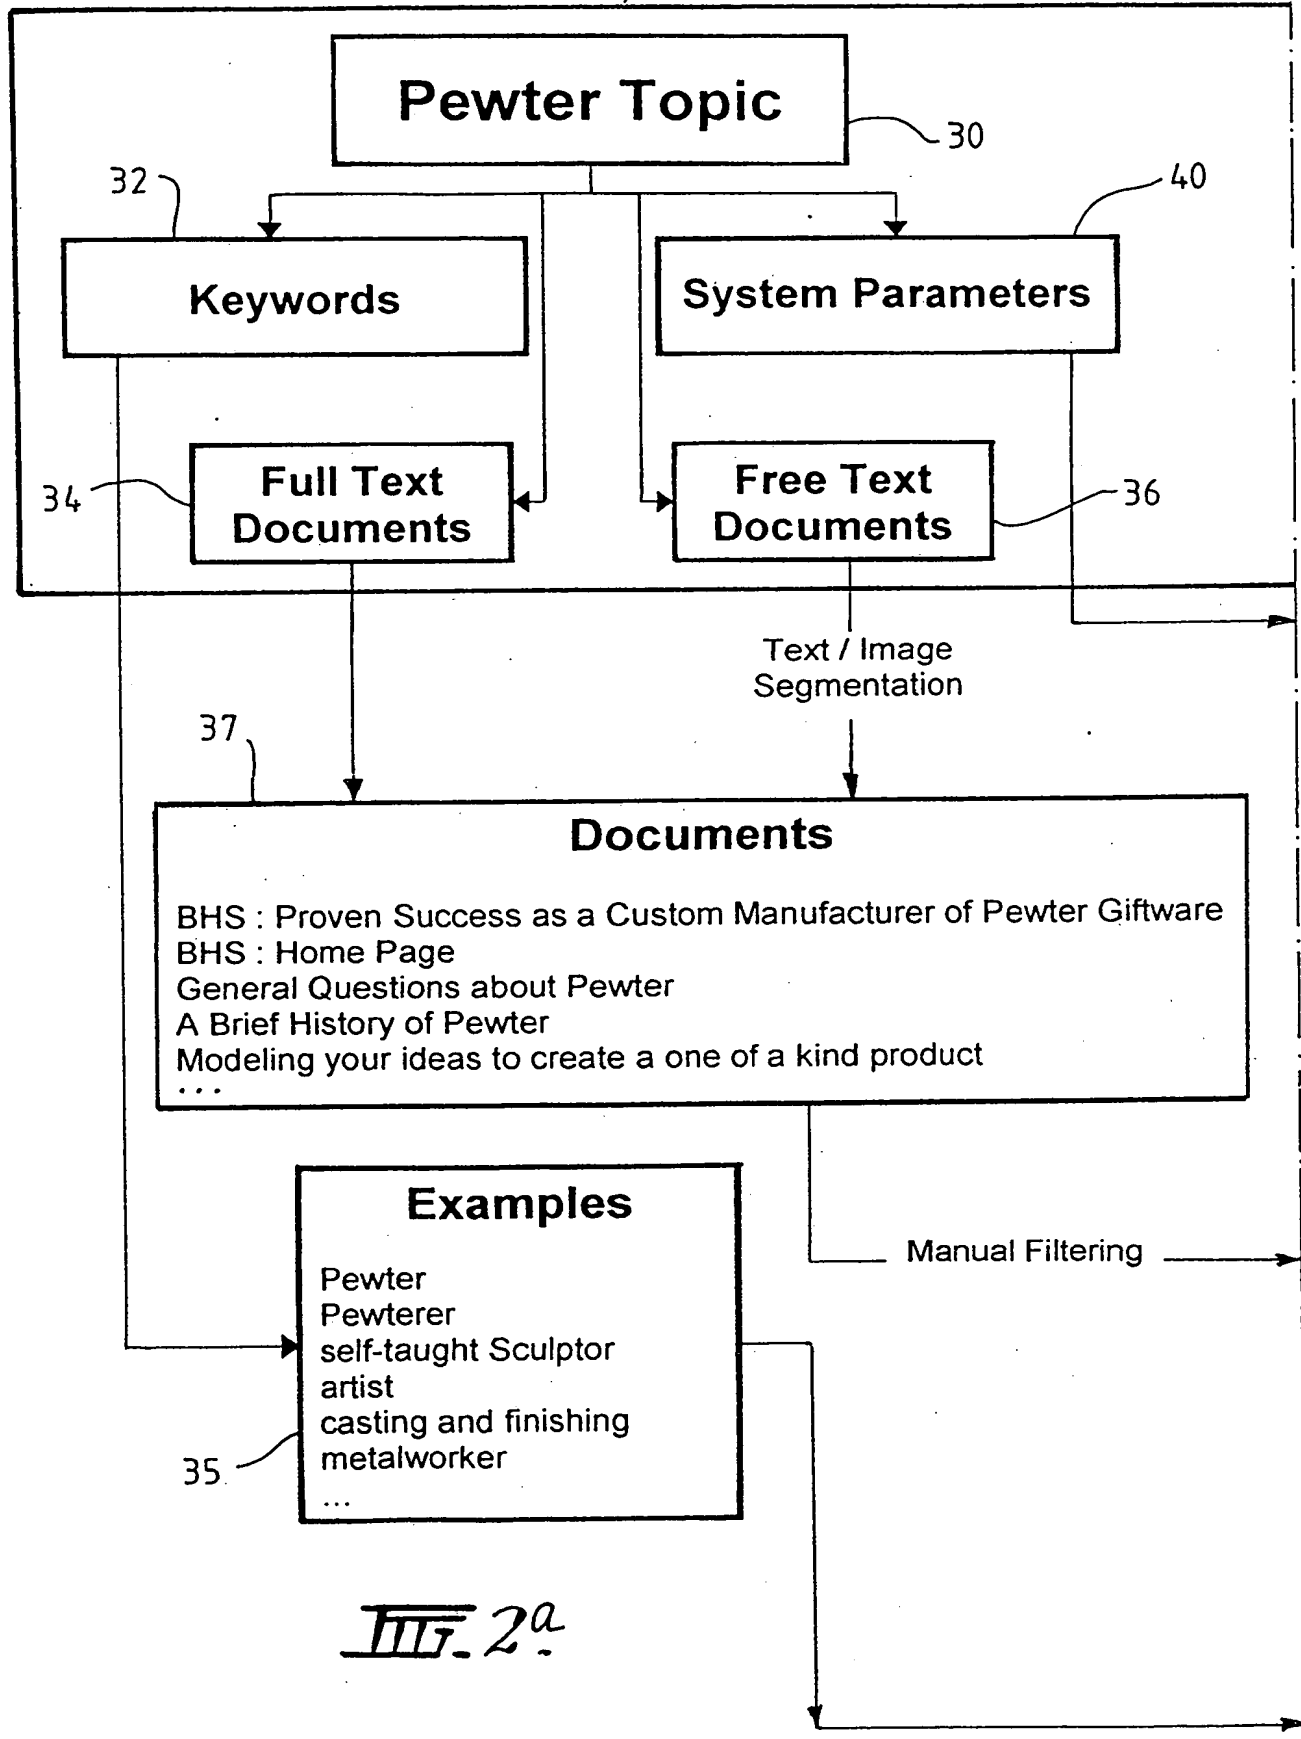 Pewter Topic
30
32
40
Keywords
System Parameters
Full Text
Documents
34
Free Text
Documents
36
Text / Image
Segmentation
37
Documents
BHS : Proven Success as a Custom Manufacturer of Pewter Giftware
BHS : Home Page
General Questions about Pewter
A Brief History of Pewter
Modeling your ideas to create a one of a kind product
...
Manual Filtering
Examples
Pewter
Pewterer
self-taught Sculptor
artist
casting and finishing
metalworker
...
35
FIG. 2a